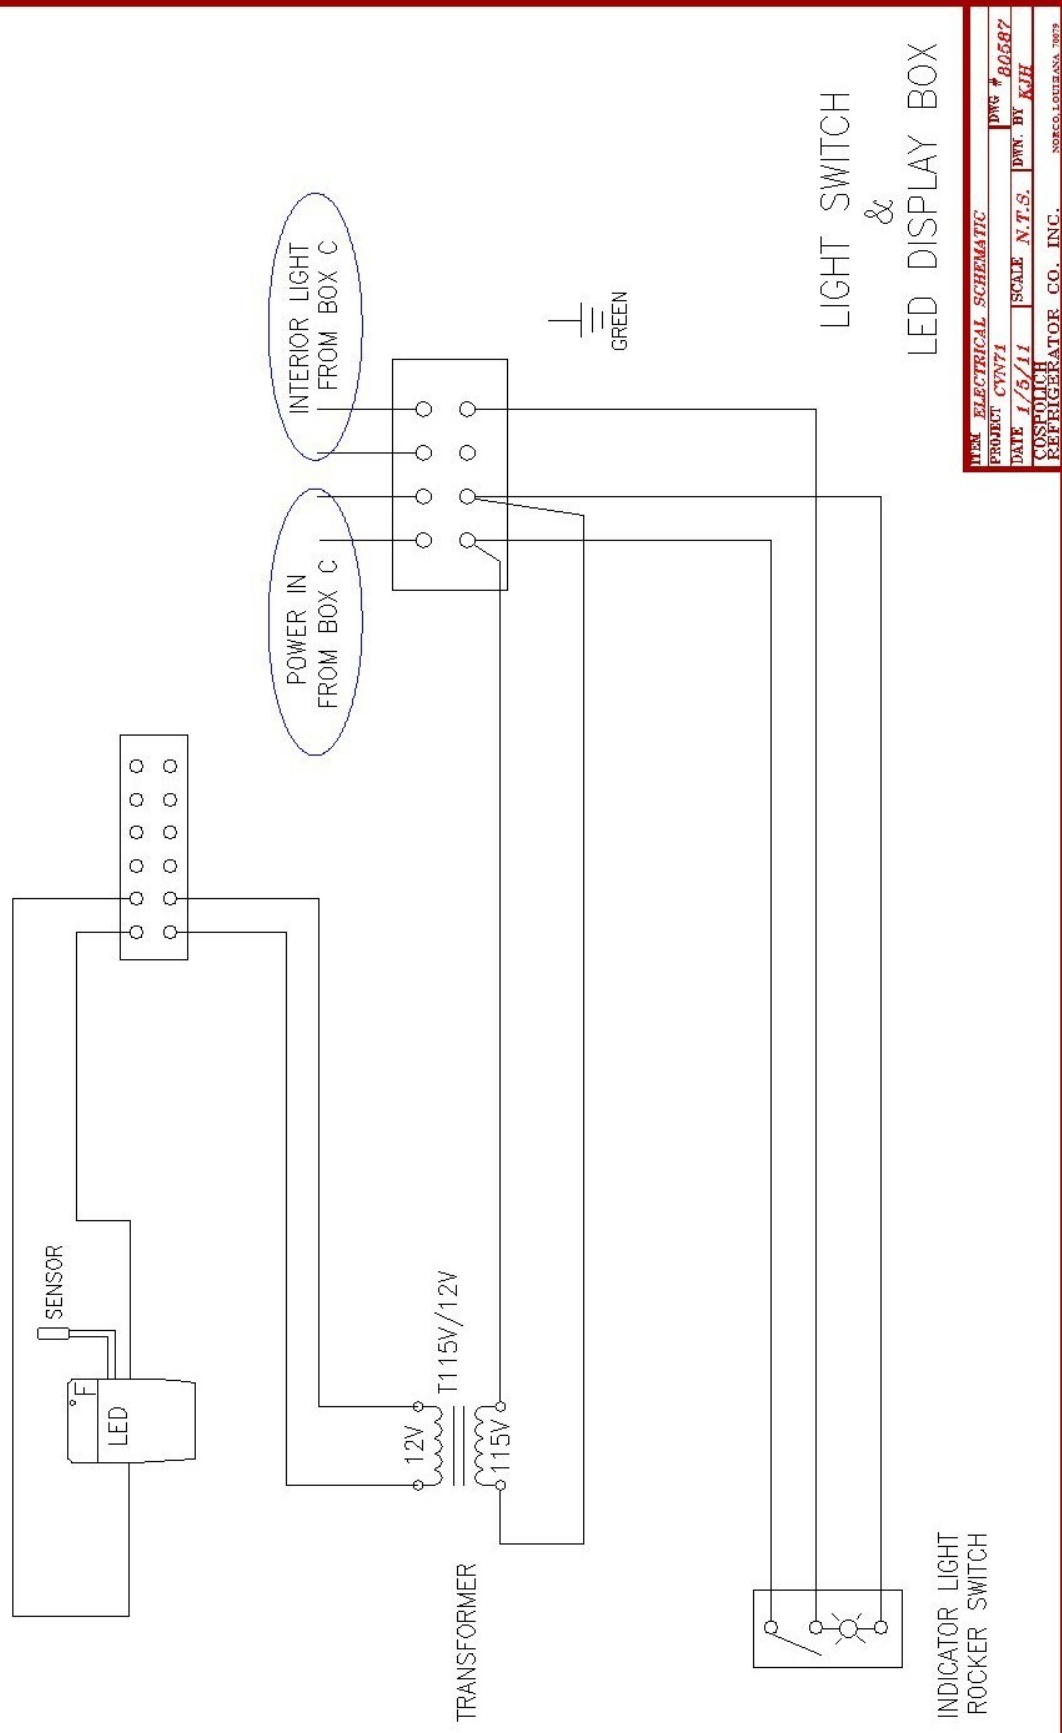 SENSOR
°F
LED
TRANSFORMER
12V
T115V/12V
115V
POWER IN
FROM BOX C
INTERIOR LIGHT
FROM BOX C
GREEN
INDICATOR LIGHT
ROCKER SWITCH
LIGHT SWITCH
&
LED DISPLAY BOX
ITEM ELECTRICAL SCHEMATIC
PROJECT CVN71 DWG # 80587
DATE 1/5/11 SCALE N.T.S. DWN. BY KJH
COSPOLICH
REFRIGERATOR CO. INC. NORCO, LOUISIANA 70079